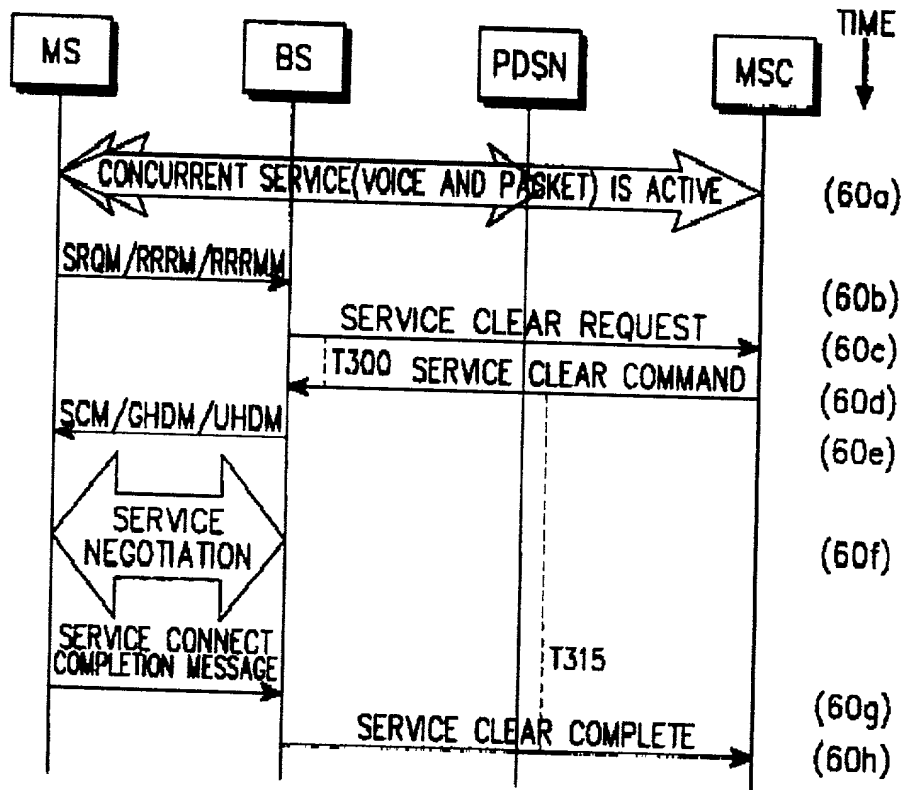 MS
BS
PDSN
MSC
TIME
CONCURRENT SERVICE(VOICE AND PACKET) IS ACTIVE
(60a)
SRQM/RRRM/RRRMM
(60b)
SERVICE CLEAR REQUEST
(60c)
T300
SERVICE CLEAR COMMAND
(60d)
SCM/GHDM/UHDM
(60e)
SERVICE
NEGOTIATION
(60f)
SERVICE CONNECT
COMPLETION MESSAGE
T315
(60g)
SERVICE CLEAR COMPLETE
(60h)